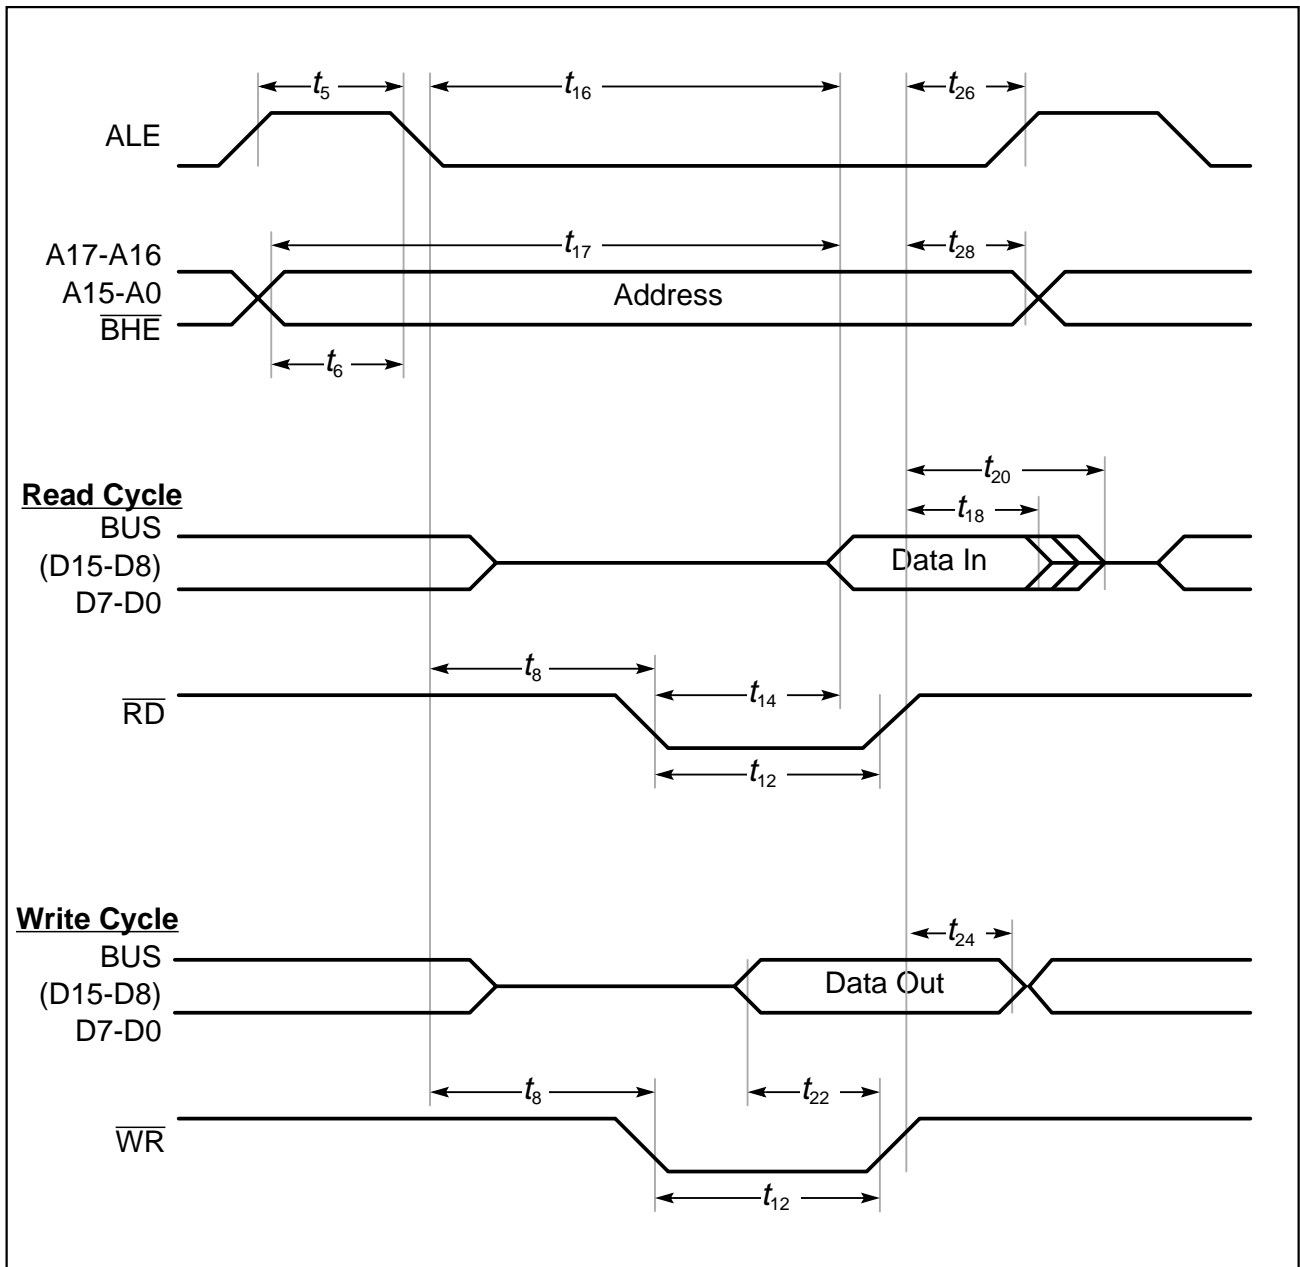 t5 t16 t26
ALE
t17 t28
A17-A16
A15-A0
Address
BHE
t6
t20
Read Cycle
t18
BUS
(D15-D8)
Data In
D7-D0
t8
t14
RD
t12
Write Cycle
t24
BUS
(D15-D8)
Data Out
D7-D0
t8 t22
WR
t12